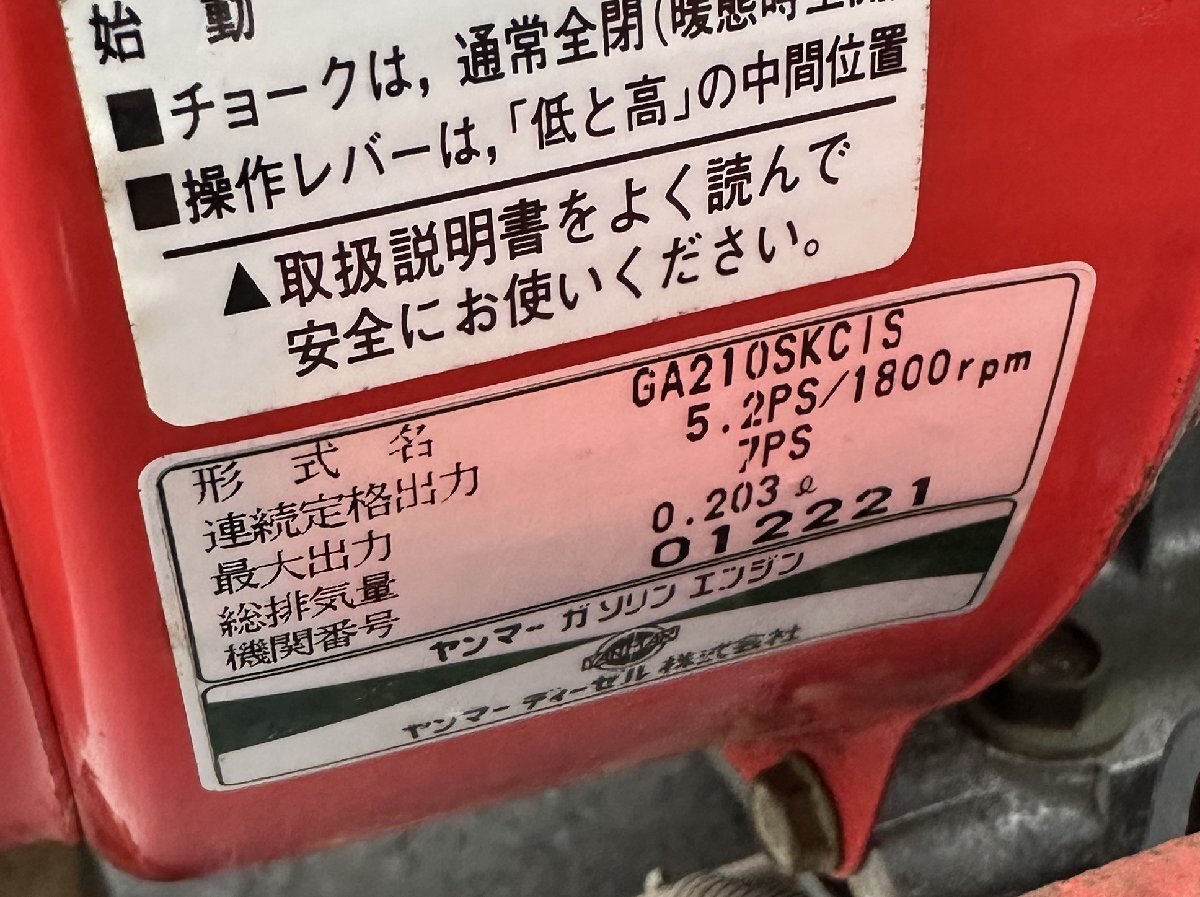 始動
■チョークは，通常全閉(暖態時
■操作レバーは，「低と高」の中間位置
▲取扱説明書をよく読んで
安全にお使いください。
形式名 GA210SKCIS
連続定格出力 5.2PS/1800rpm
最大出力 7PS
総排気量 0.203ℓ
機関番号 012221
ヤンマー ガソリン エンジン
ヤンマー ディーゼル 株式会社